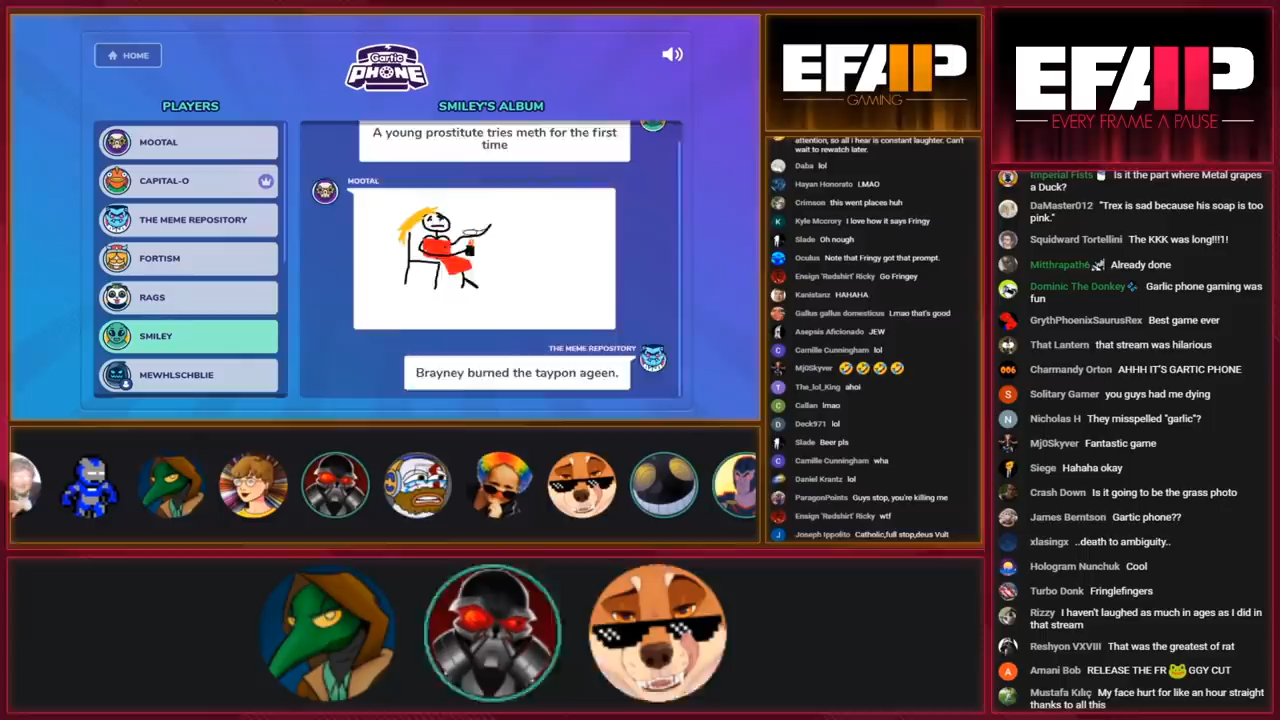 HOME
Gartic
PHONE
PLAYERS
MOOTAL
CAPITAL-O
THE MEME REPOSITORY
FORTISM
RAGS
SMILEY
MEWHLSCHBLIE
SMILEY'S ALBUM
A young prostitute tries meth for the first
time
MOOTAL
THE MEME REPOSITORY
Brayney burned the taypon ageen.
EFAP
GAMING
attention, so all i hear is constant laughter. Can't
wait to rewatch later.
Daba lol
Hayan Honorato LMAO
Crimson this went places huh
Kyle Mccrory I love how it says Fringy
Slade Oh nough
Oculus Note that Fringy got that prompt.
Ensign 'Redshirt' Ricky Go Fringey
Kanistanz HAHAHA
Gallus gallus domesticus Lmao that's good
Asepsis Aficionado JEW
Camille Cunningham lol
Mj0Skyver 🤣 🤣 🤣 🤣
The_lol_King ahoi
Callan lmao
Deck971 lol
Slade Beer pls
Camille Cunningham wha
Daniel Krantz lol
ParagonPoints Guys stop, you're killing me
Ensign 'Redshirt' Ricky wtf
Joseph Ippolito Catholic,full stop,deus Vult
EFAP
EVERY FRAME A PAUSE
Imperial Fists Is it the part where Metal grapes
a Duck?
DaMaster012 "Trex is sad because his soap is too
pink."
Squidward Tortellini The KKK was long!!!1!
Mitthrapath6 Already done
Dominic The Donkey Garlic phone gaming was
fun
GrythPhoenixSaurusRex Best game ever
That Lantern that stream was hilarious
Charmandy Orton AHHH IT'S GARTIC PHONE
Solitary Gamer you guys had me dying
Nicholas H They misspelled "garlic"?
Mj0Skyver Fantastic game
Siege Hahaha okay
Crash Down Is it going to be the grass photo
James Berntson Gartic phone??
xlasingx ..death to ambiguity..
Hologram Nunchuk Cool
Turbo Donk Fringlefingers
Rizzy I haven't laughed as much in ages as I did in
that stream
Reshyon VXVIII That was the greatest of rat
Amani Bob RELEASE THE FR🐸GGY CUT
Mustafa Kılıç My face hurt for like an hour straight
thanks to all this